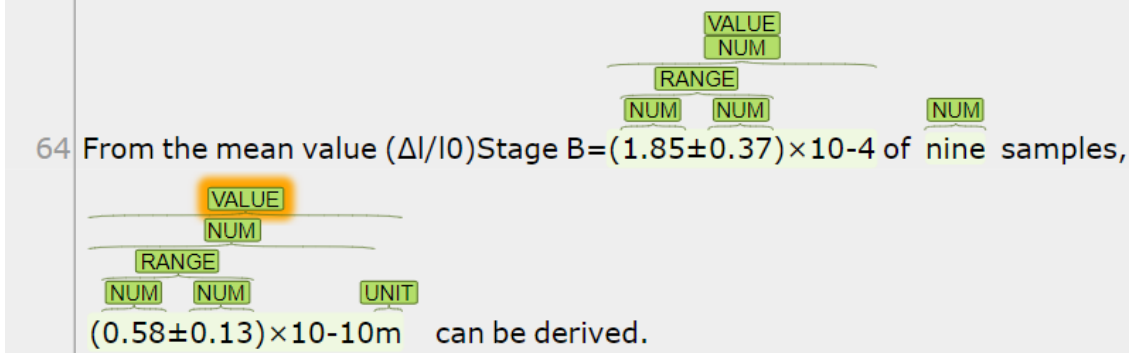 VALUE
NUM
RANGE
NUM NUM NUM
64 From the mean value (Δl/l0)Stage B=(1.85±0.37)×10-4 of nine samples,
VALUE
NUM
RANGE
NUM NUM UNIT
(0.58±0.13)×10-10m can be derived.